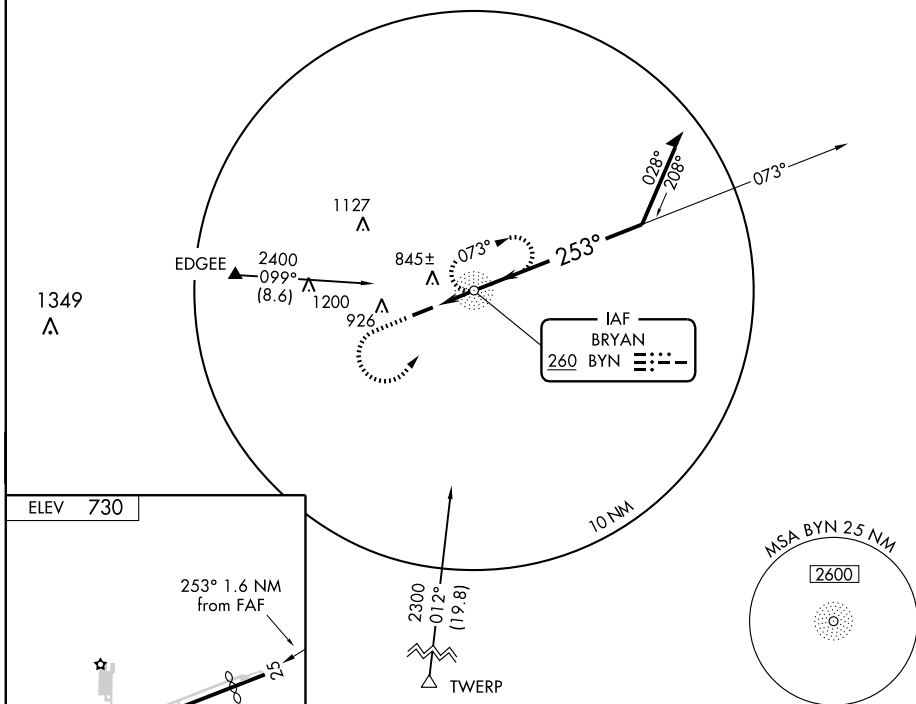 028°
208°
073°
1127
253°
073°
EDGEE
2400
099°
(8.6)
845±
1200
926
1349
IAF
BRYAN
260 BYN
10 NM
ELEV 730
253° 1.6 NM
from FAF
25
2300
012°
(19.8)
TWERP
MSA BYN 25 NM
2600